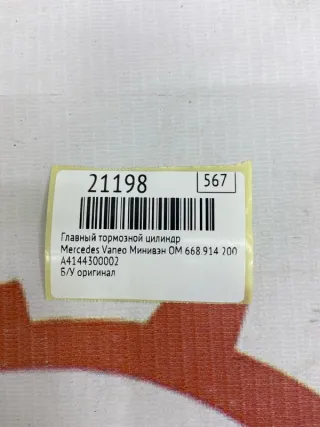 21198 567
Главный тормозной цилиндр
Mercedes Vaneo Минивэн OM 668.914 200
A4144300002
Б/У оригинал